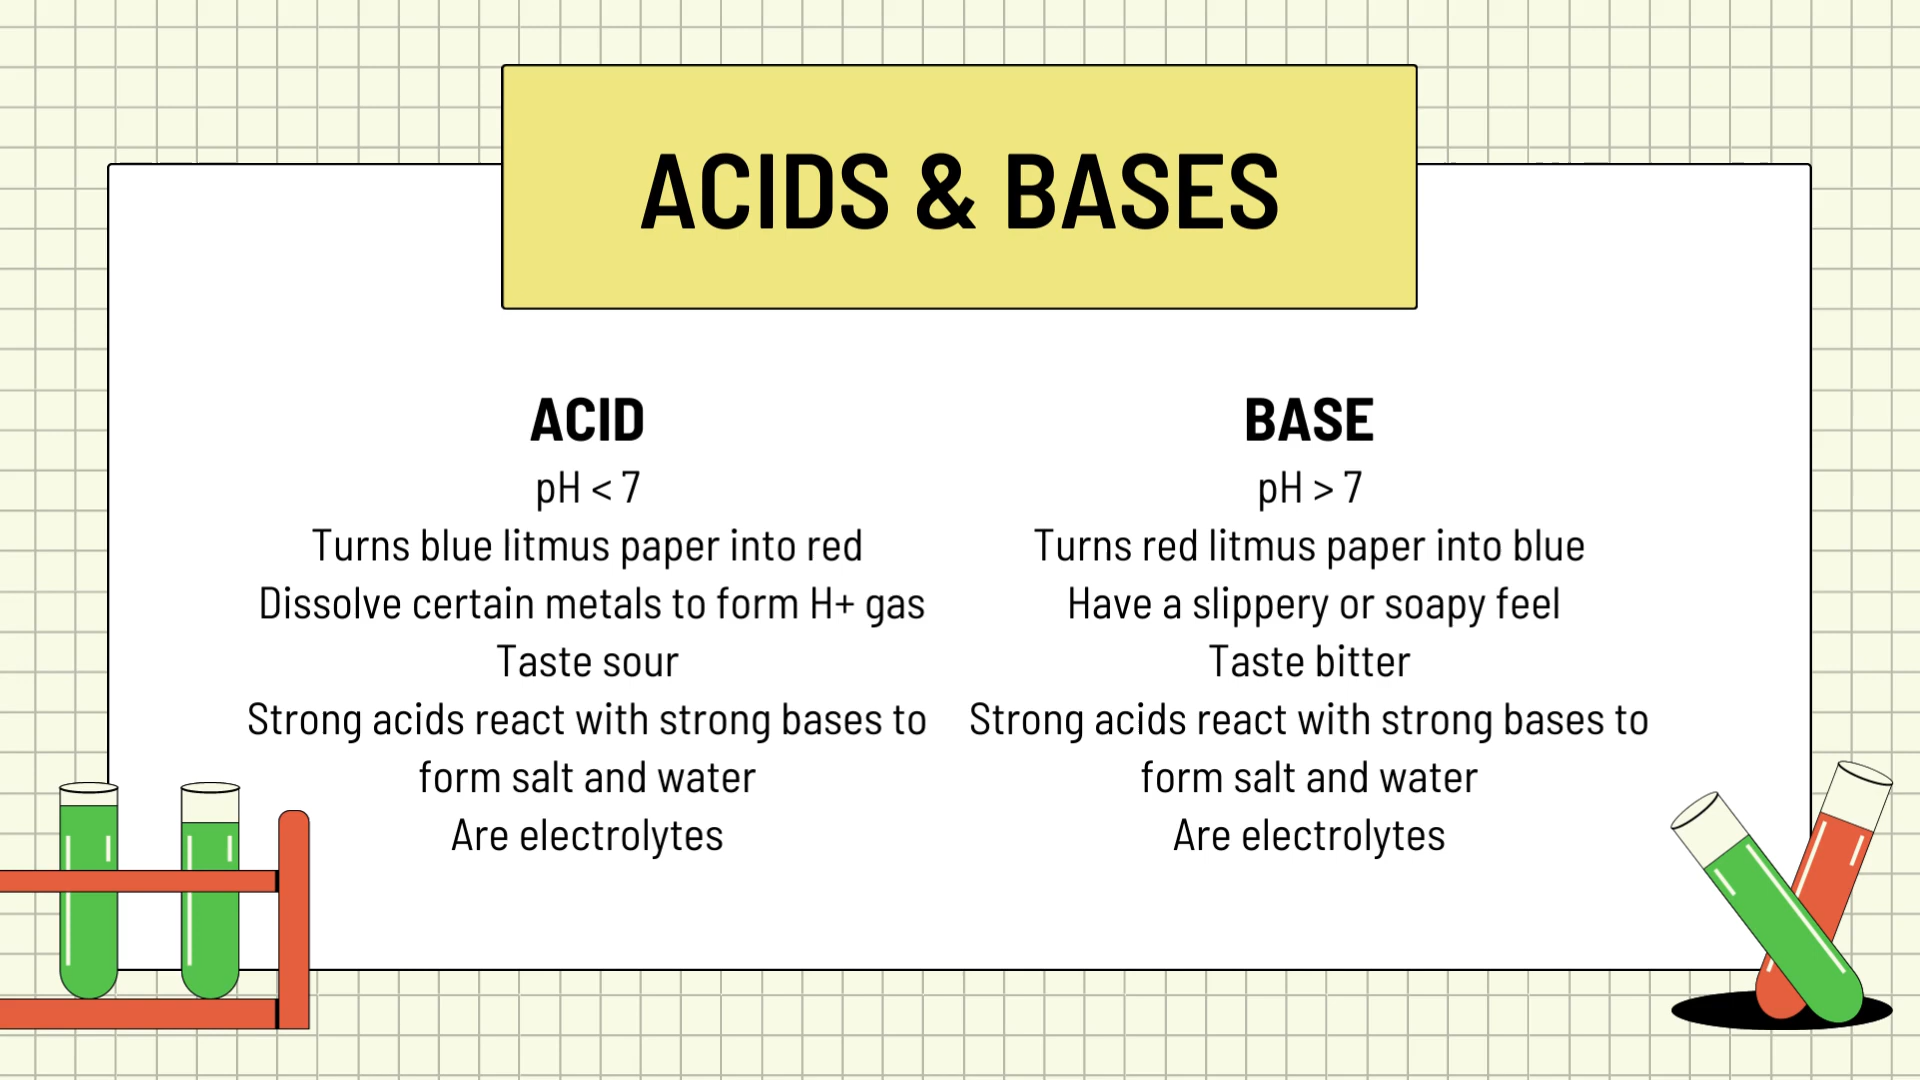 ACIDS & BASES
ACID
pH < 7
Turns blue litmus paper into red
Dissolve certain metals to form H+ gas
Taste sour
Strong acids react with strong bases to
form salt and water
Are electrolytes
BASE
pH > 7
Turns red litmus paper into blue
Have a slippery or soapy feel
Taste bitter
Strong acids react with strong bases to
form salt and water
Are electrolytes